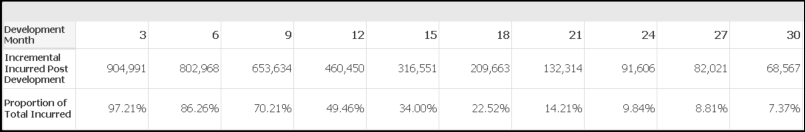 Development Month 3 6 9 12 15 18 21 24 27 30
Incremental Incurred Post Development 904,991 802,968 653,634 460,450 316,551 209,663 132,314 91,606 82,021 68,567
Proportion of Total Incurred 97.21% 86.26% 70.21% 49.46% 34.00% 22.52% 14.21% 9.84% 8.81% 7.37%